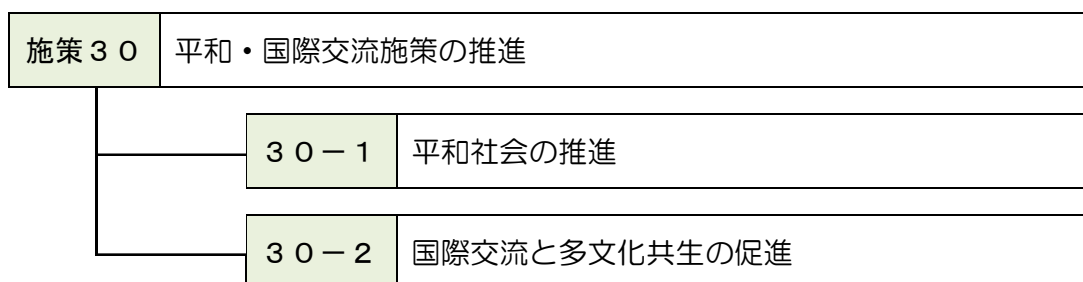 施策３０ 平和・国際交流施策の推進
３０－１ 平和社会の推進
３０－２ 国際交流と多文化共生の促進